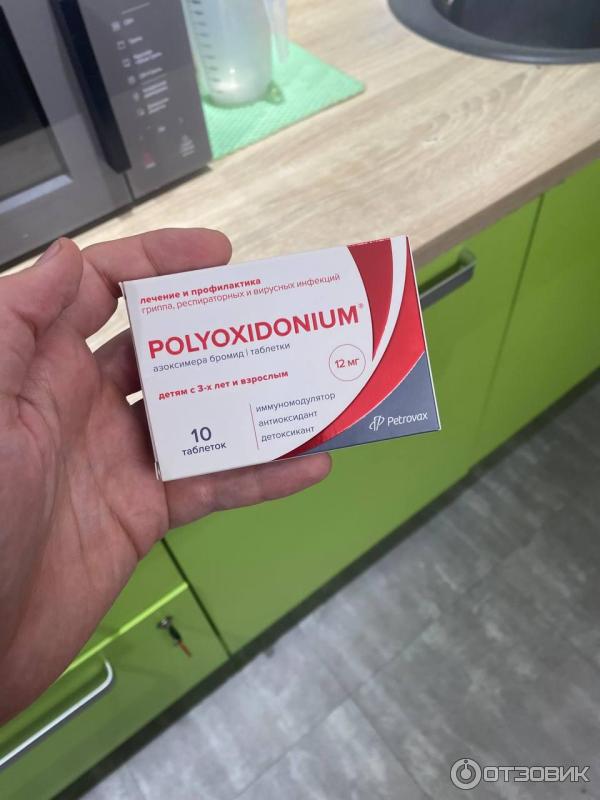 лечение и профилактика
гриппа, респираторных и вирусных инфекций
POLYOXIDONIUM®
азоксимера бромид | таблетки
12 мг
детям с 3-х лет и взрослым
иммуномодулятор
антиоксидант
детоксикант
10
таблеток
Petrovax
ОТЗОВИК